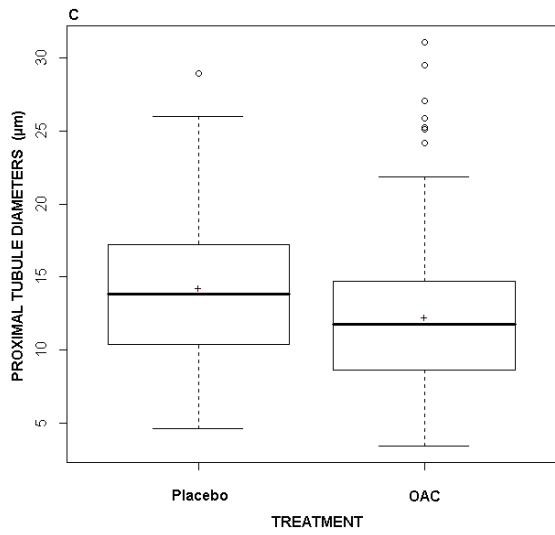 C
PROXIMAL TUBULE DIAMETERS (µm)
30
25
20
15
10
5
Placebo OAC
TREATMENT